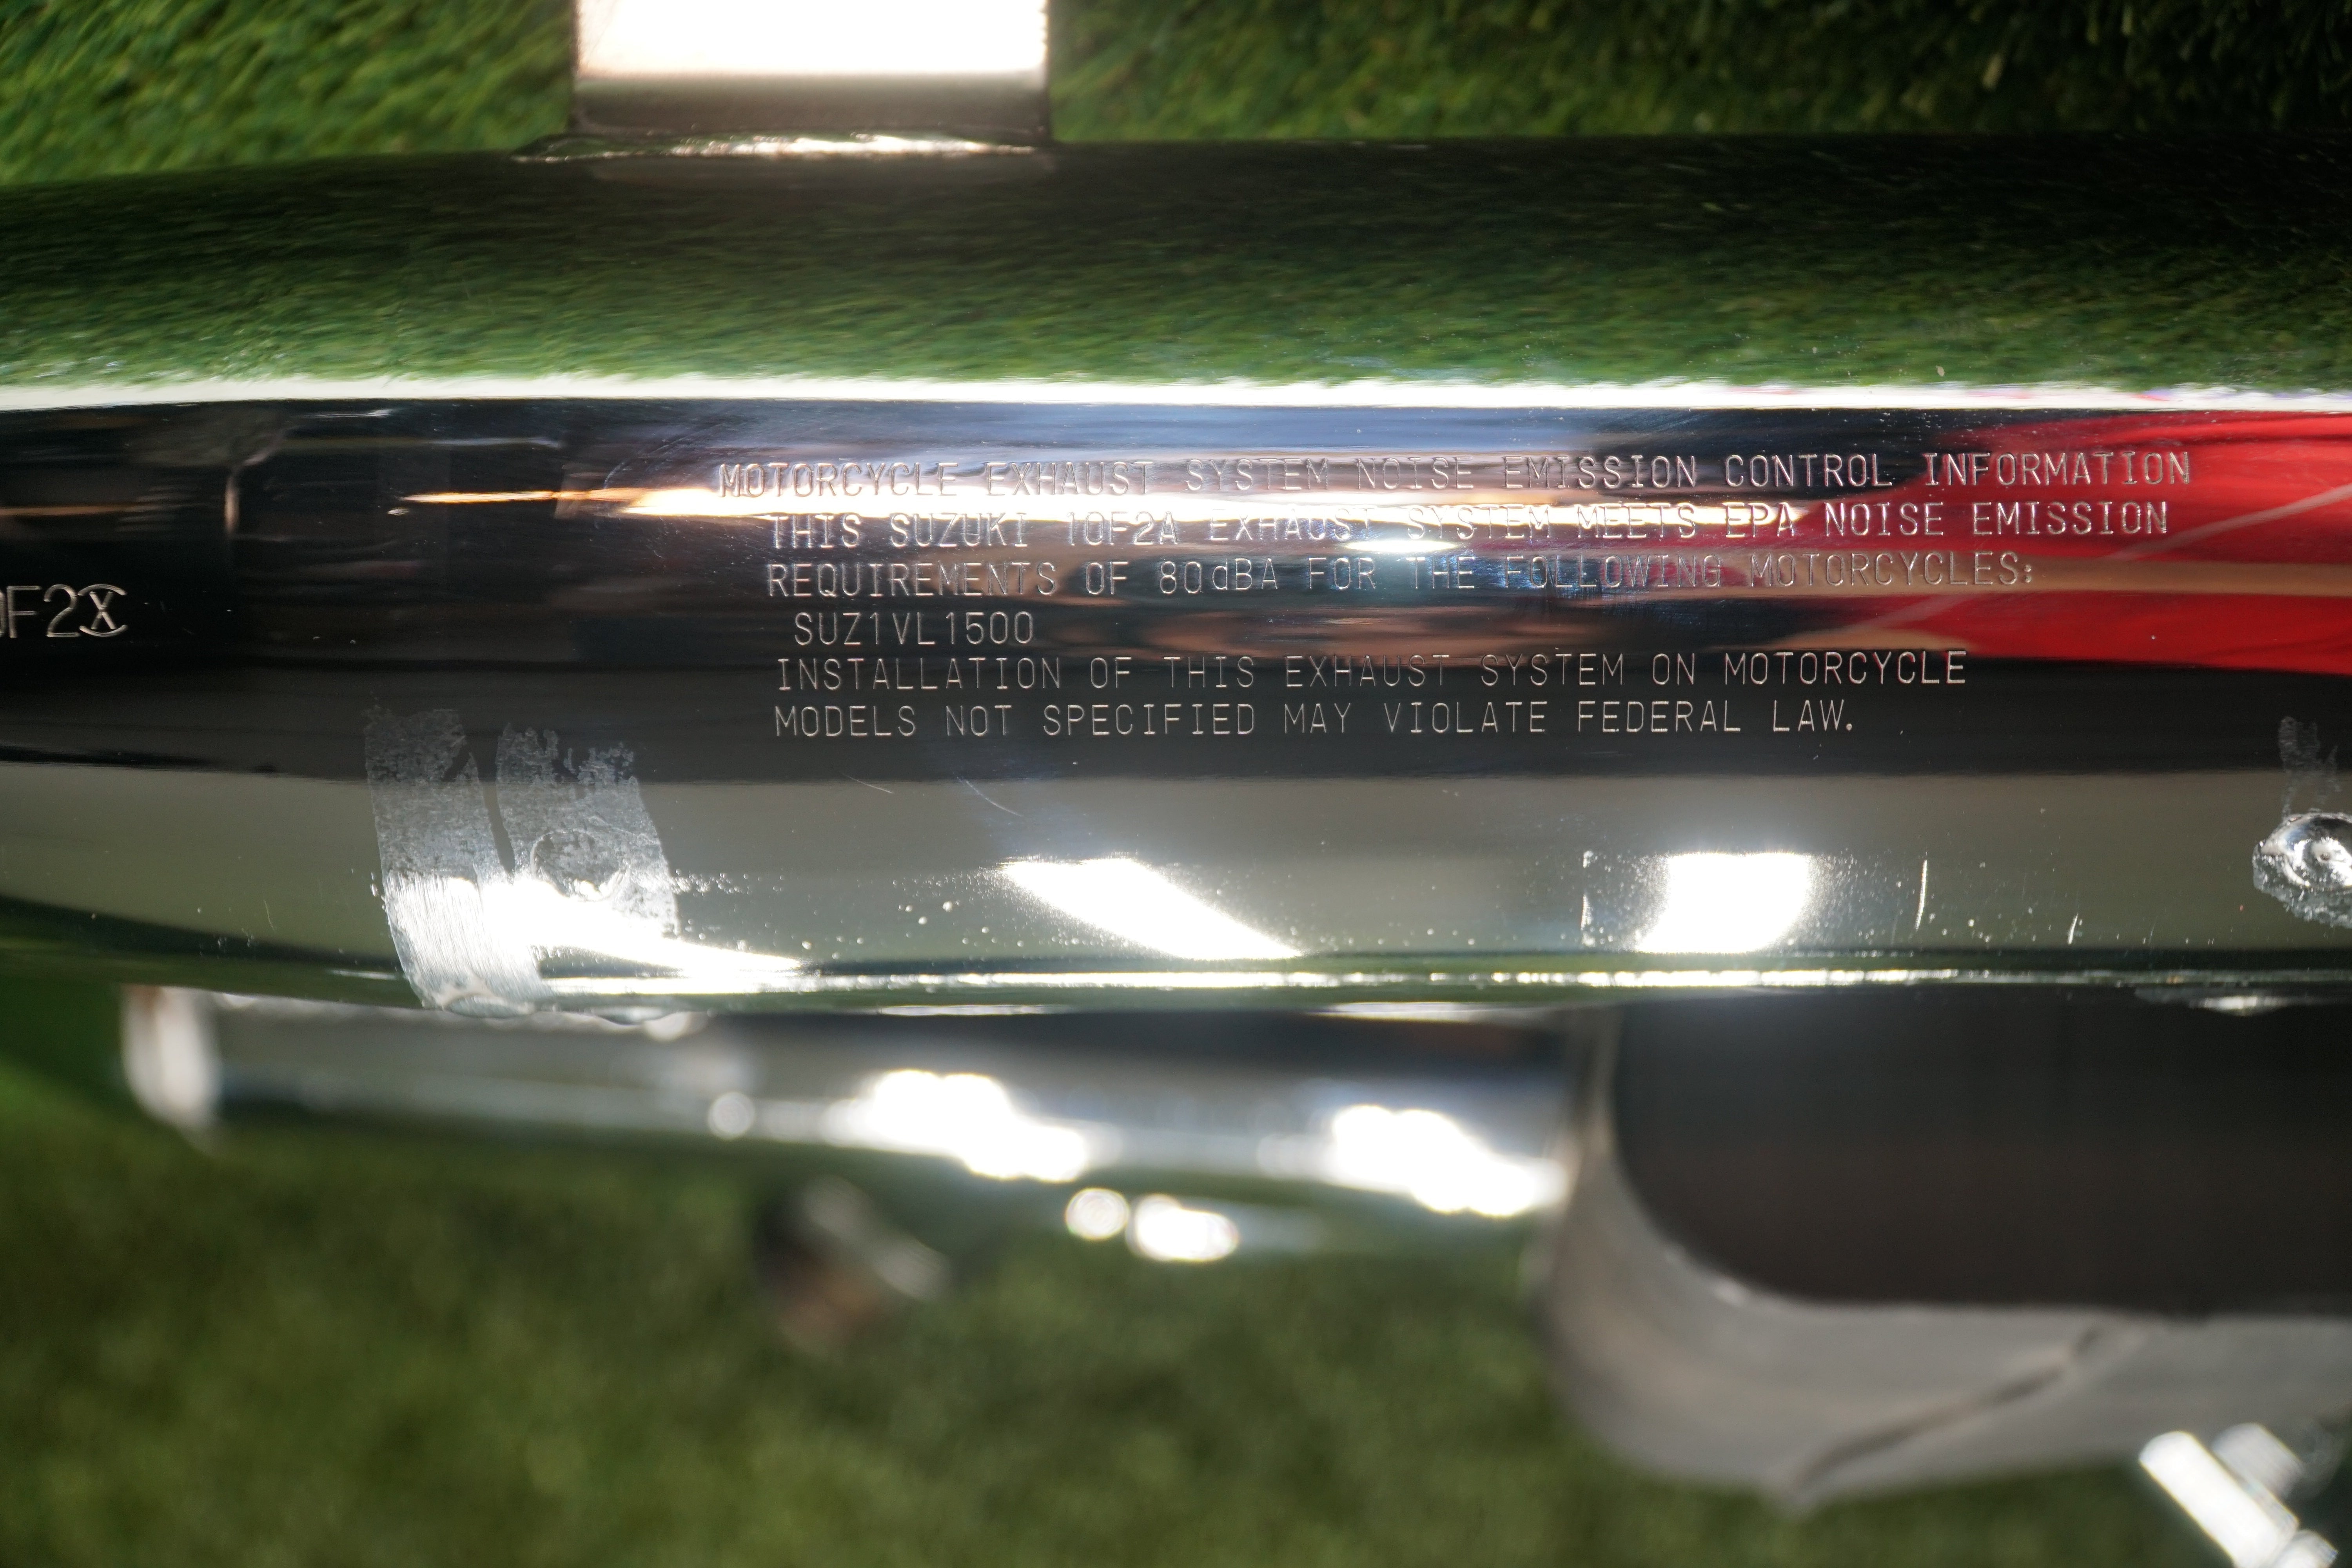 MOTORCYCLE EXHAUST SYSTEM NOISE EMISSION CONTROL INFORMATION
THIS SUZUKI 10F2A EXHAUST SYSTEM MEETS EPA NOISE EMISSION
REQUIREMENTS OF 80dBA FOR THE FOLLOWING MOTORCYCLES:
SUZ1VL1500
INSTALLATION OF THIS EXHAUST SYSTEM ON MOTORCYCLE
MODELS NOT SPECIFIED MAY VIOLATE FEDERAL LAW.